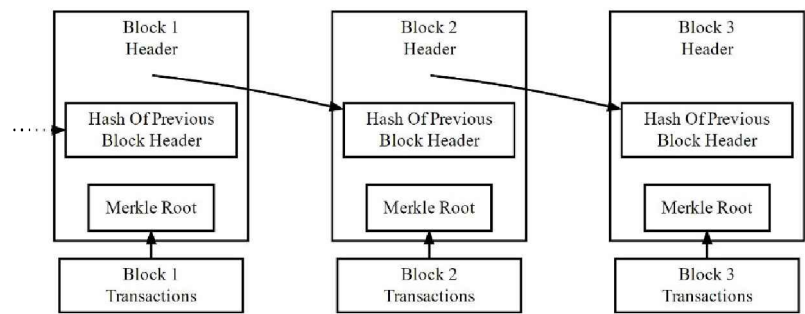 Block 1
Header
Hash Of Previous
Block Header
Merkle Root
Block 1
Transactions
Block 2
Header
Hash Of Previous
Block Header
Merkle Root
Block 2
Transactions
Block 3
Header
Hash Of Previous
Block Header
Merkle Root
Block 3
Transactions